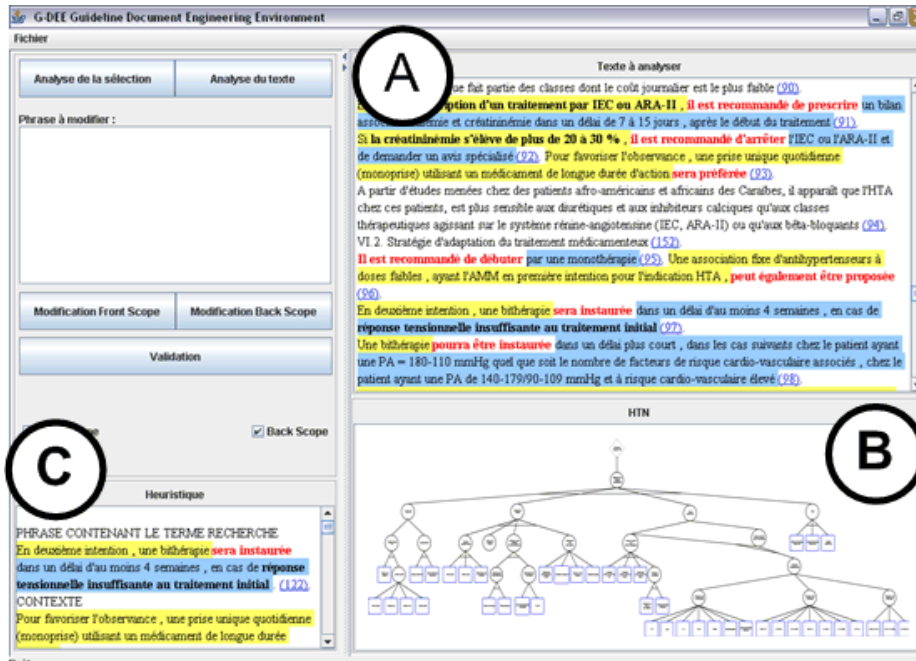 G-DEE Guideline Document Engineering Environment
Fichier
Analyse de la sélection
Analyse du texte
Phrase à modifier :
Modification Front Scope
Modification Back Scope
Validation
Back Scope
C
Heuristique
PHRASE CONTENANT LE TERME RECHERCHE
En deuxième intention , une bithérapie sera instaurée
dans un délai d'au moins 4 semaines , en cas de réponse
tensionnelle insuffisante au traitement initial . (122).
CONTEXTE
Pour favoriser l'observance , une prise unique quotidienne
(monoprise) utilisant un médicament de longue durée
A
Texte à analyser
que fait partie des classes dont le coût journalier est le plus faible (90).
d'un traitement par IEC ou ARA-II , il est recommandé de prescrire un bilan
et créatininémie dans un délai de 7 à 15 jours , après le début du traitement (91).
Si la créatininémie s'élève de plus de 20 à 30 % , il est recommandé d'arrêter l'IEC ou l'ARA-II et
de demander un avis spécialisé (92). Pour favoriser l'observance , une prise unique quotidienne
(monoprise) utilisant un médicament de longue durée d'action sera préférée (93).
A partir d'études menées chez des patients afro-américains et africains des Caraïbes, il apparaît que l'HTA
chez ces patients, est plus sensible aux diurétiques et aux inhibiteurs calciques qu'aux classes
thérapeutiques agissant sur le système rénine-angiotensine (IEC, ARA-II) ou qu'aux bêta-bloquants (94).
VI.2. Stratégie d'adaptation du traitement médicamenteux (152).
Il est recommandé de débuter par une monothérapie (95). Une association fixe d'antihypertenseurs à
doses faibles , ayant l'AMM en première intention pour l'indication HTA , peut également être proposée
(96).
En deuxième intention , une bithérapie sera instaurée dans un délai d'au moins 4 semaines , en cas de
réponse tensionnelle insuffisante au traitement initial (97).
Une bithérapie pourra être instaurée dans un délai plus court , dans les cas suivants chez le patient ayant
une PA = 180-110 mmHg quel que soit le nombre de facteurs de risque cardio-vasculaire associés , chez le
patient ayant une PA de 140-179/90-109 mmHg et à risque cardio-vasculaire élevé (98).
HTN
B